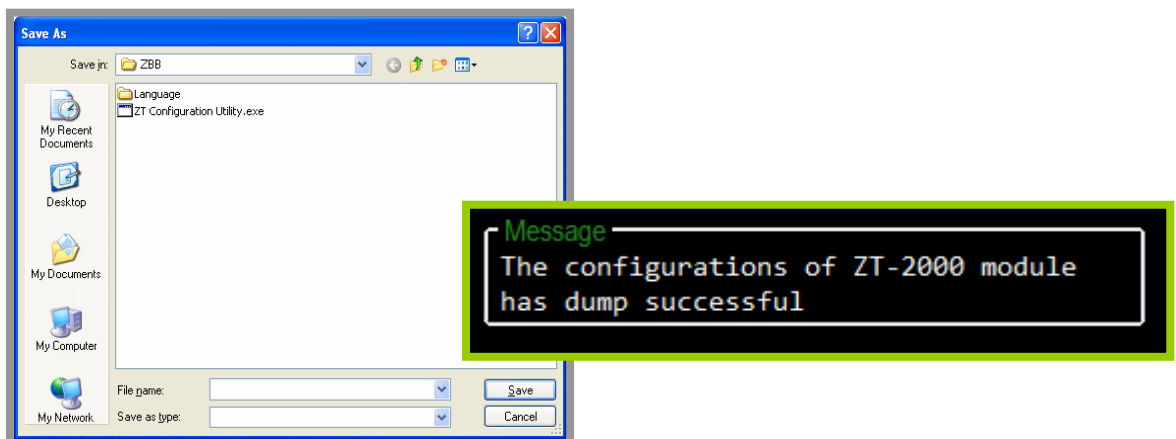 Save As
Save in:
ZBB
Language
ZT Configuration Utility.exe
My Recent
Documents
Desktop
My Documents
My Computer
My Network
File name:
Save as type:
Save
Cancel
Message
The configurations of ZT-2000 module
has dump successful